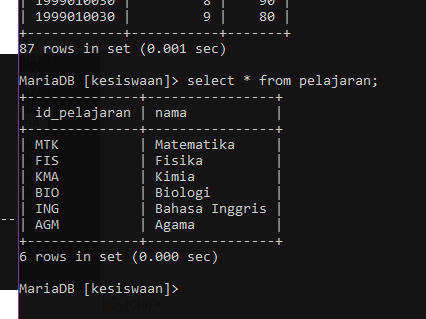 | 1999010030 | 8 | 90 |
| 1999010030 | 9 | 80 |
+------------+----------+-------+
87 rows in set (0.001 sec)
MariaDB [kesiswaan]> select * from pelajaran;
+--------------+----------------+
| id_pelajaran | nama           |
+--------------+----------------+
| MTK          | Matematika     |
| FIS          | Fisika         |
| KMA          | Kimia          |
| BIO          | Biologi        |
| ING          | Bahasa Inggris |
| AGM          | Agama          |
+--------------+----------------+
6 rows in set (0.000 sec)
MariaDB [kesiswaan]>